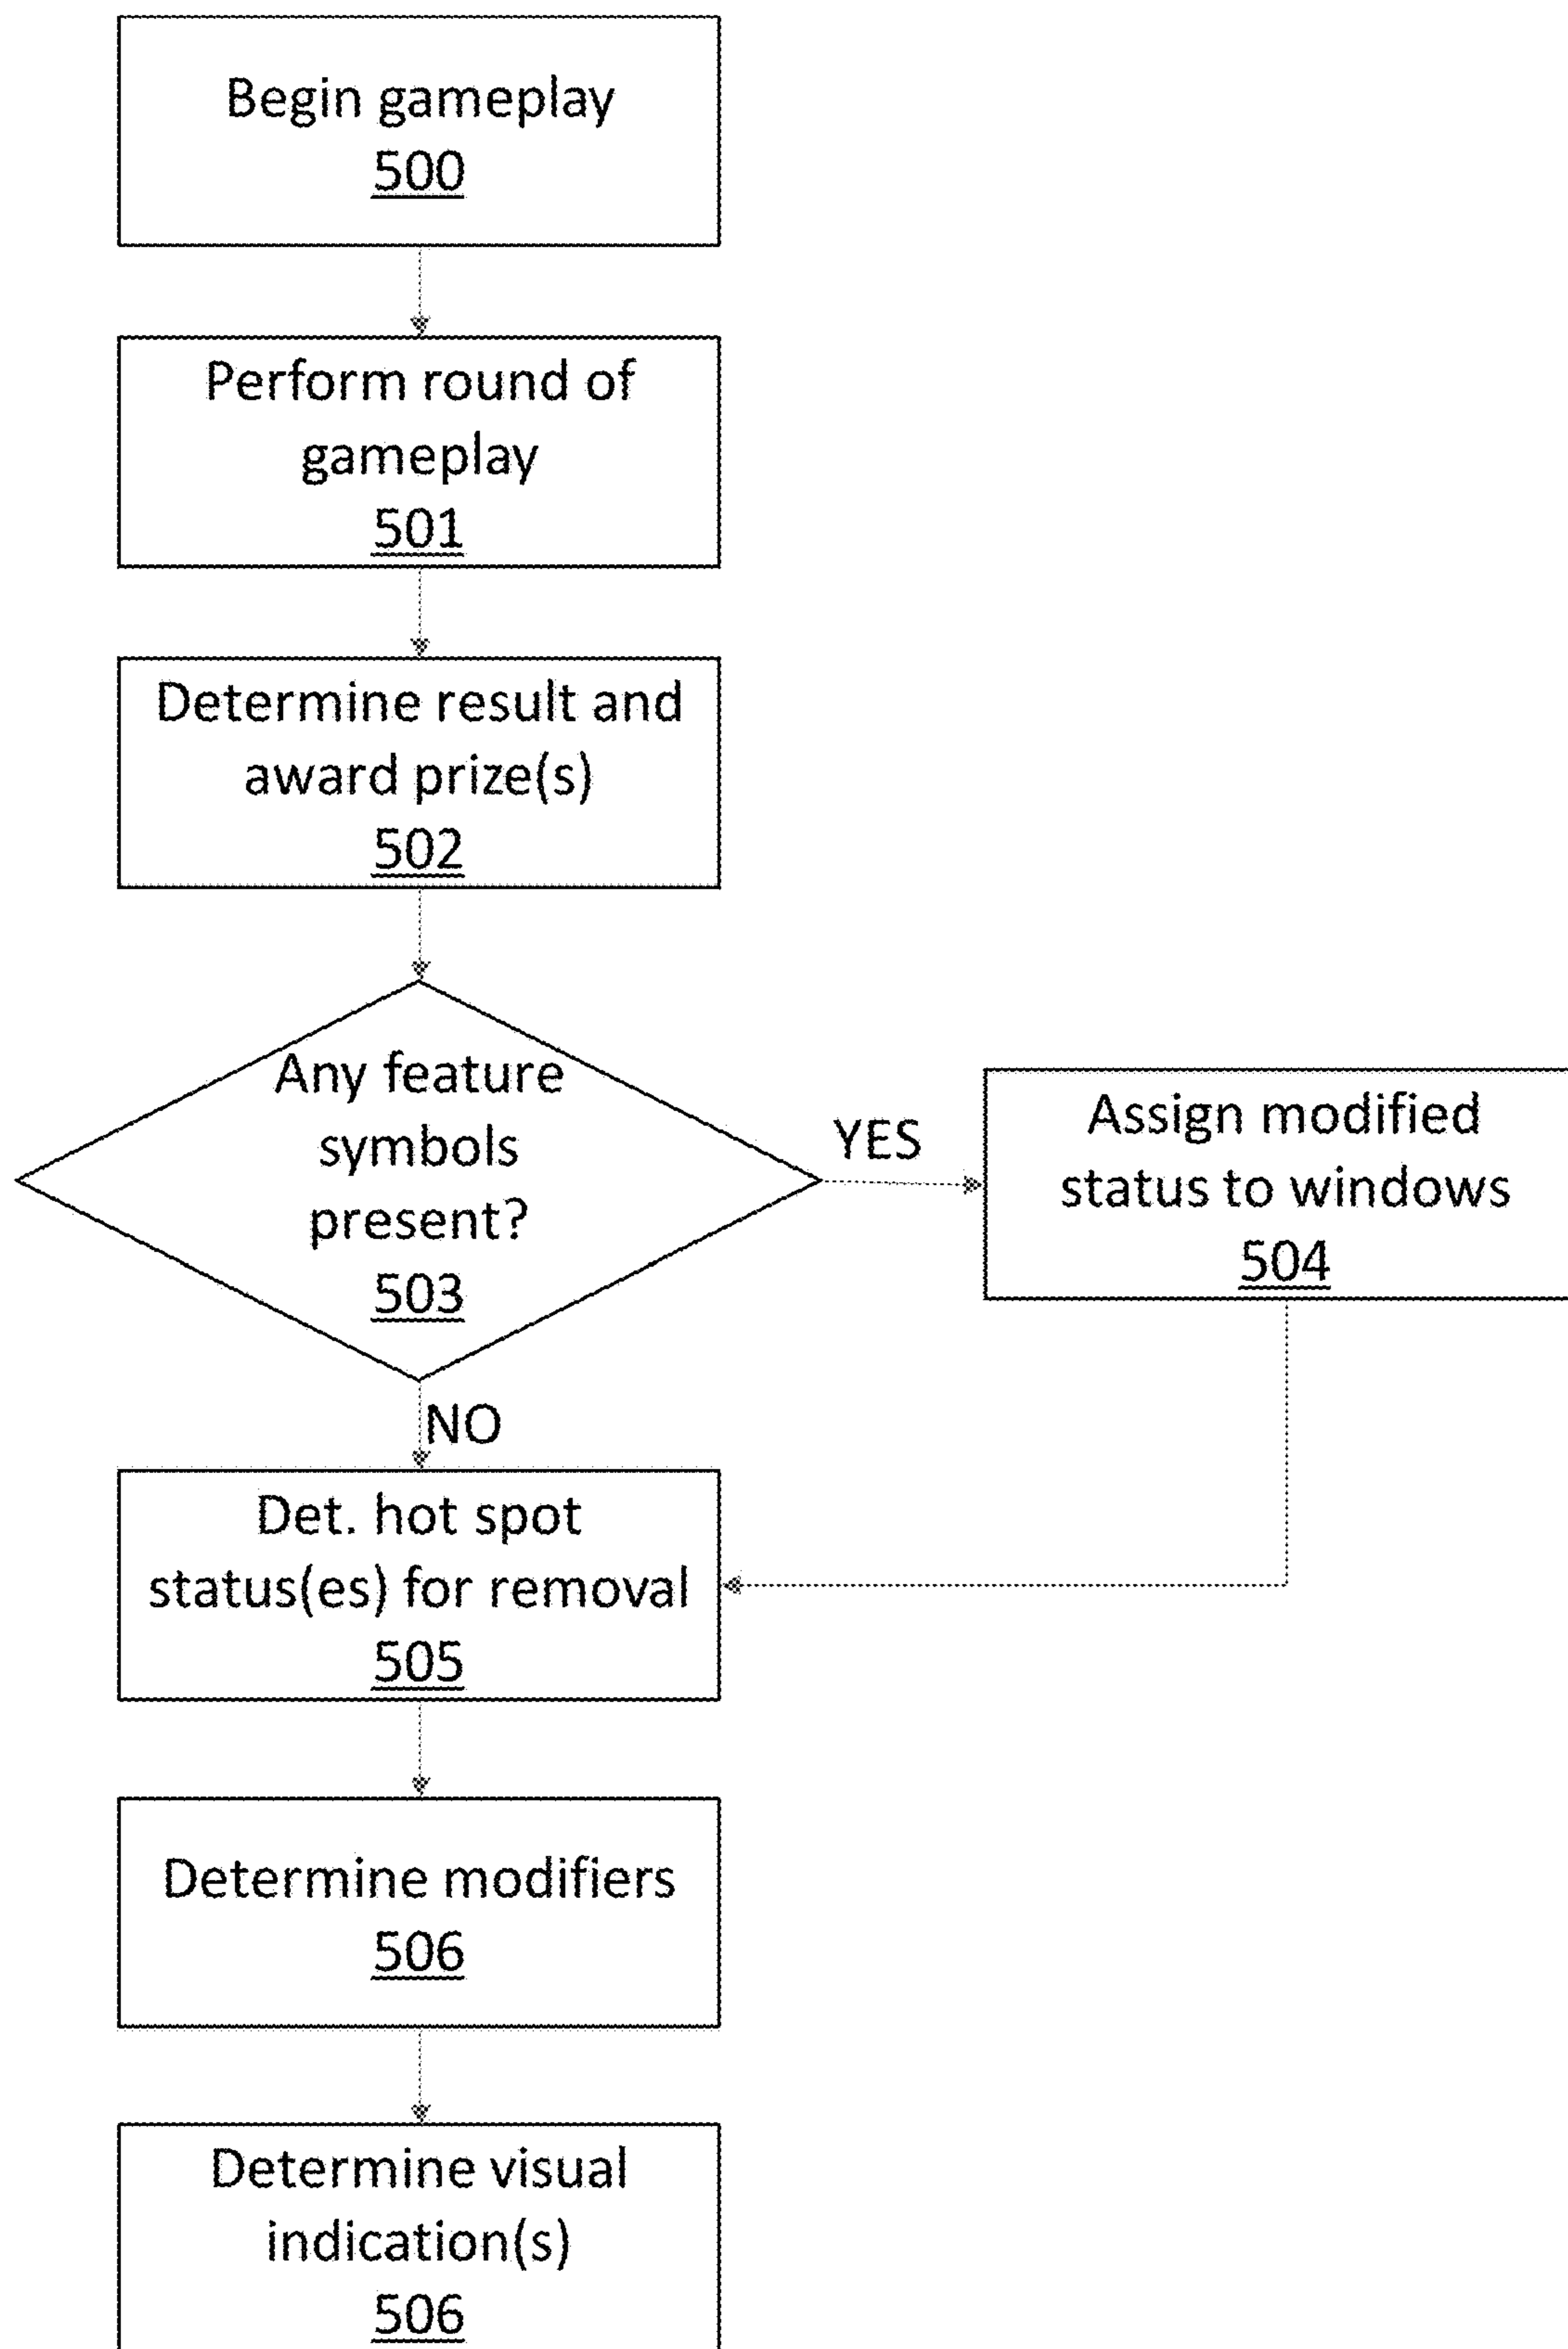 Begin gameplay
500
Perform round of
gameplay
501
Determine result and
award prize(s)
502
Any feature
symbols
present?
503
YES
Assign modified
status to windows
504
NO
Det. hot spot
status(es) for removal
505
Determine modifiers
506
Determine visual
indication(s)
506